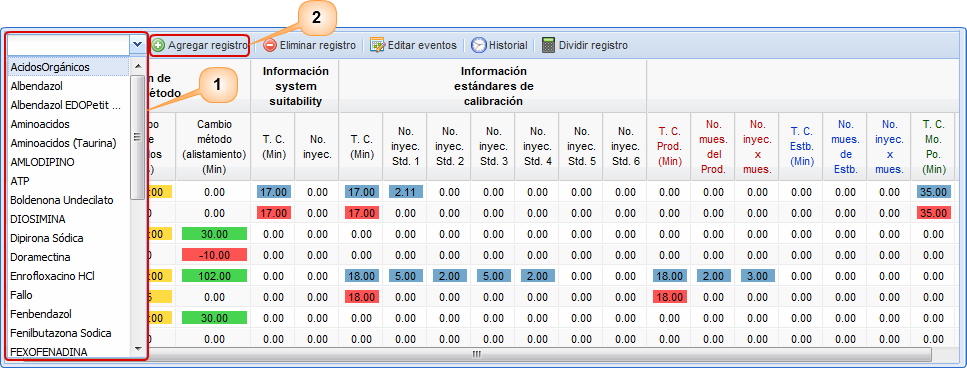 2
Agregar registro Eliminar registro Editar eventos Historial Dividir registro
AcidosOrgánicos
Albendazol
Albendazol EDOPetit ...
Aminoacidos
Aminoacidos (Taurina)
AMLODIPINO
ATP
Boldenona Undecilato
DIOSIMINA
Dipirona Sódica
Doramectina
Enrofloxacino HCl
Fallo
Fenbendazol
Fenilbutazona Sodica
FEXOFENADINA
1
Información
system
suitability
Información
estándares de
calibración
Cambio
método
(alistamiento)
(Min)
T. C.
(Min)
No.
inyec.
T. C.
(Min)
No.
inyec.
Std. 1
No.
inyec.
Std. 2
No.
inyec.
Std. 3
No.
inyec.
Std. 4
No.
inyec.
Std. 5
No.
inyec.
Std. 6
T. C.
Prod.
(Min)
No.
mues.
del
Prod.
No.
inyec.
x
mues.
T. C.
Estb.
(Min)
No.
mues.
de
Estb.
No.
inyec.
x
mues.
T. C.
Mo.
Po.
(Min)
0.00 17.00 0.00 17.00 2.11 0.00 0.00 0.00 0.00 0.00 0.00 0.00 0.00 0.00 0.00 0.00 35.00
0.00 17.00 0.00 17.00 0.00 0.00 0.00 0.00 0.00 0.00 0.00 0.00 0.00 0.00 0.00 0.00 35.00
30.00 0.00 0.00 0.00 0.00 0.00 0.00 0.00 0.00 0.00 0.00 0.00 0.00 0.00 0.00 0.00 0.00
-10.00 0.00 0.00 0.00 0.00 0.00 0.00 0.00 0.00 0.00 0.00 0.00 0.00 0.00 0.00 0.00 0.00
102.00 0.00 0.00 18.00 5.00 2.00 5.00 2.00 0.00 0.00 18.00 2.00 3.00 0.00 0.00 0.00 0.00
0.00 0.00 0.00 18.00 0.00 0.00 0.00 0.00 0.00 0.00 18.00 0.00 0.00 0.00 0.00 0.00 0.00
30.00 0.00 0.00 0.00 0.00 0.00 0.00 0.00 0.00 0.00 0.00 0.00 0.00 0.00 0.00 0.00 0.00
0.00 0.00 0.00 0.00 0.00 0.00 0.00 0.00 0.00 0.00 0.00 0.00 0.00 0.00 0.00 0.00 0.00